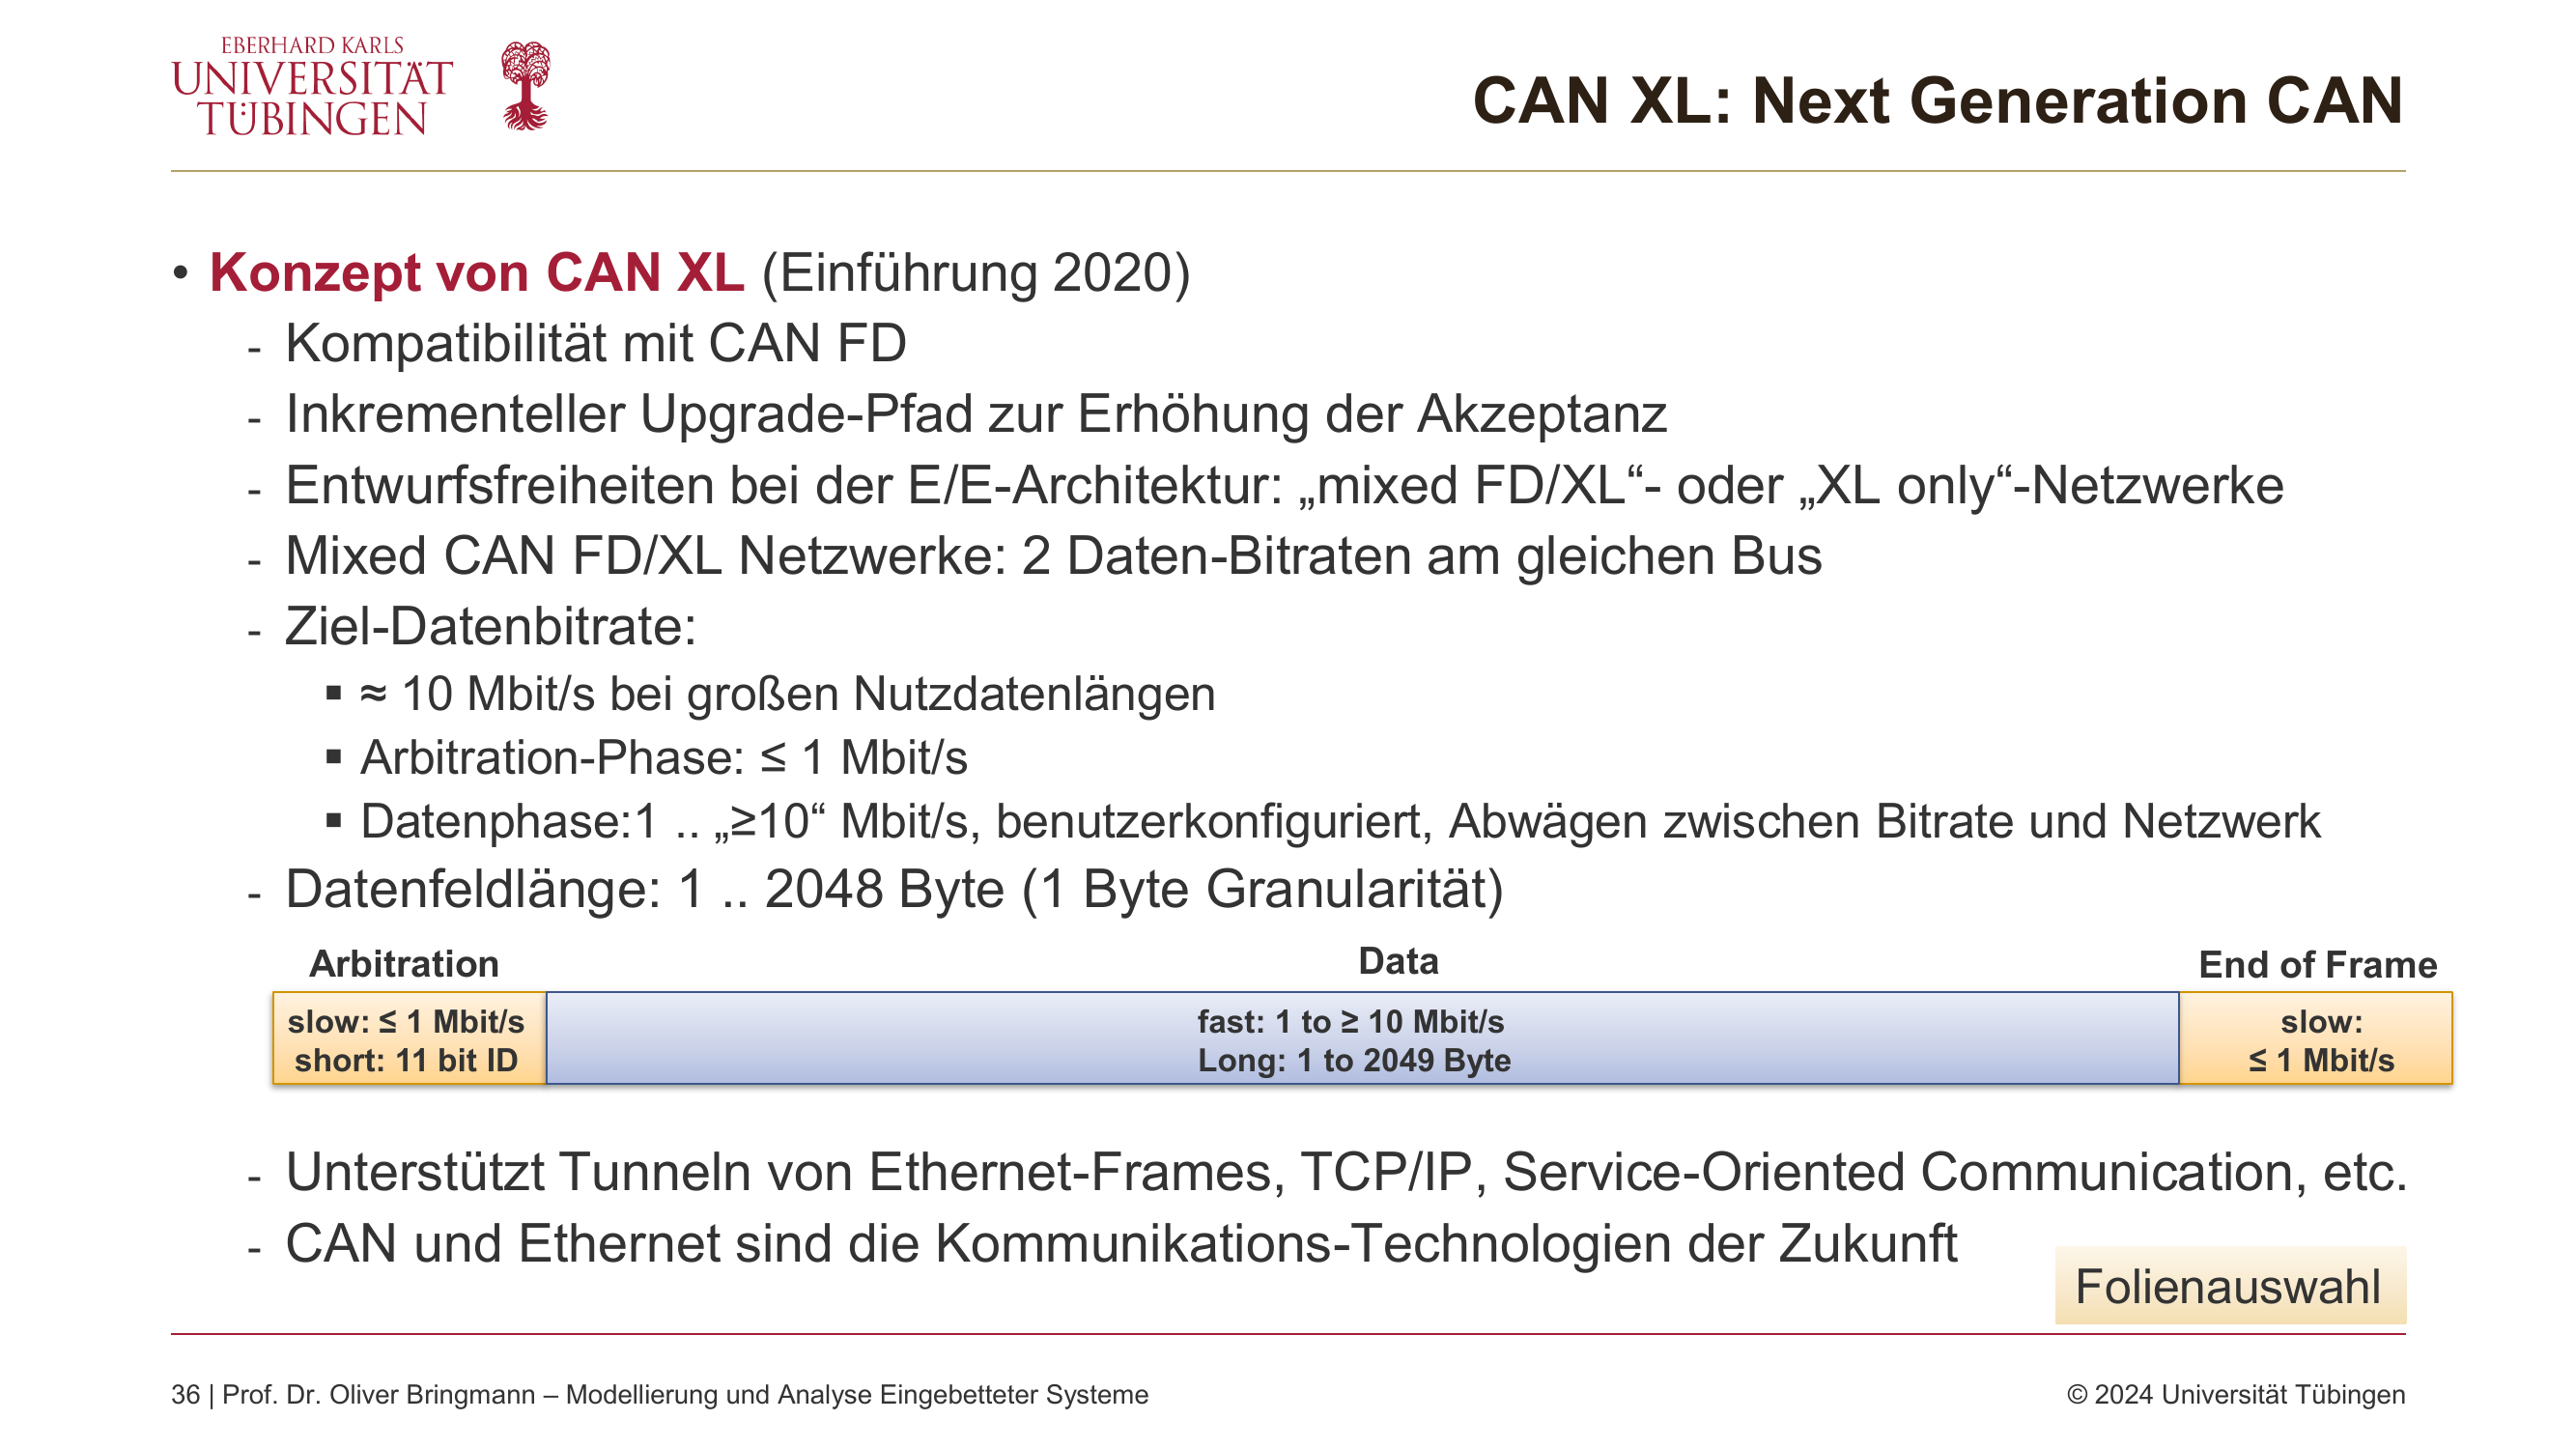 EBERHARD KARLS
UNIVERSITÄT
TÜBINGEN
CAN XL: Next Generation CAN
• Konzept von CAN XL (Einführung 2020)
- Kompatibilität mit CAN FD
- Inkrementeller Upgrade-Pfad zur Erhöhung der Akzeptanz
- Entwurfsfreiheiten bei der E/E-Architektur: „mixed FD/XL“- oder „XL only“-Netzwerke
- Mixed CAN FD/XL Netzwerke: 2 Daten-Bitraten am gleichen Bus
- Ziel-Datenbitrate:
▪ ≈ 10 Mbit/s bei großen Nutzdatenlängen
▪ Arbitration-Phase: ≤ 1 Mbit/s
▪ Datenphase:1 .. „≥10“ Mbit/s, benutzerkonfiguriert, Abwägen zwischen Bitrate und Netzwerk
- Datenfeldlänge: 1 .. 2048 Byte (1 Byte Granularität)
Arbitration
slow: ≤ 1 Mbit/s
short: 11 bit ID
Data
fast: 1 to ≥ 10 Mbit/s
Long: 1 to 2049 Byte
End of Frame
slow:
≤ 1 Mbit/s
- Unterstützt Tunneln von Ethernet-Frames, TCP/IP, Service-Oriented Communication, etc.
- CAN und Ethernet sind die Kommunikations-Technologien der Zukunft
Folienauswahl
36 | Prof. Dr. Oliver Bringmann – Modellierung und Analyse Eingebetteter Systeme
© 2024 Universität Tübingen